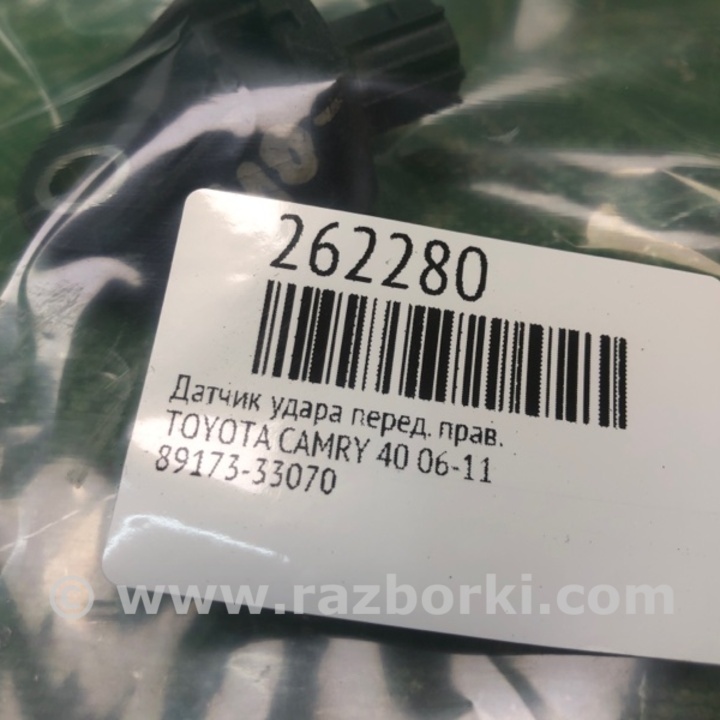 262280
Датчик удара перед. прав.
TOYOTA CAMRY 40 06-11
89173-33070
© www.razborki.com